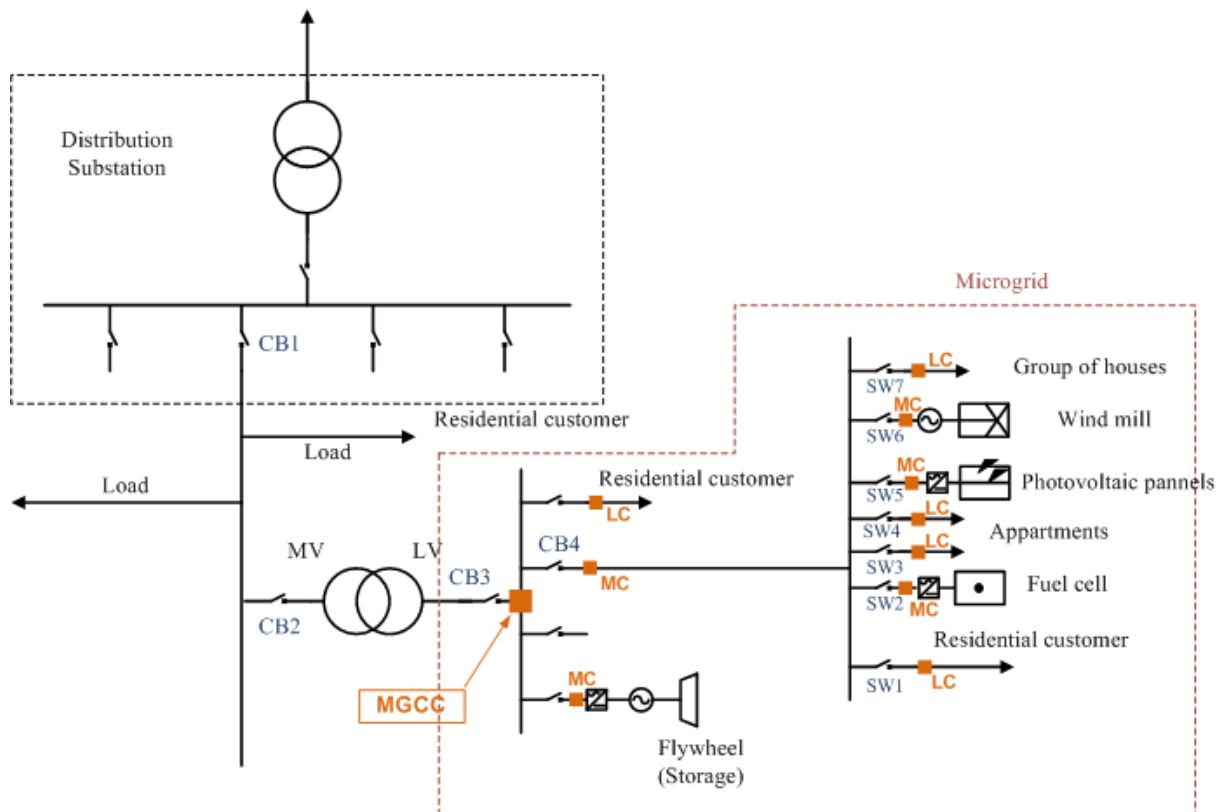 Distribution
Substation
CB1
Microgrid
Residential customer
Load
Load
MV
LV
CB2
CB3
MGCC
Residential customer
LC
CB4
MC
MC
Flywheel
(Storage)
LC
SW7
Group of houses
MC
SW6
Wind mill
MC
SW5
Photovoltaic pannels
LC
SW4
Appartments
LC
SW3
SW2
MC
Fuel cell
Residential customer
SW1
LC